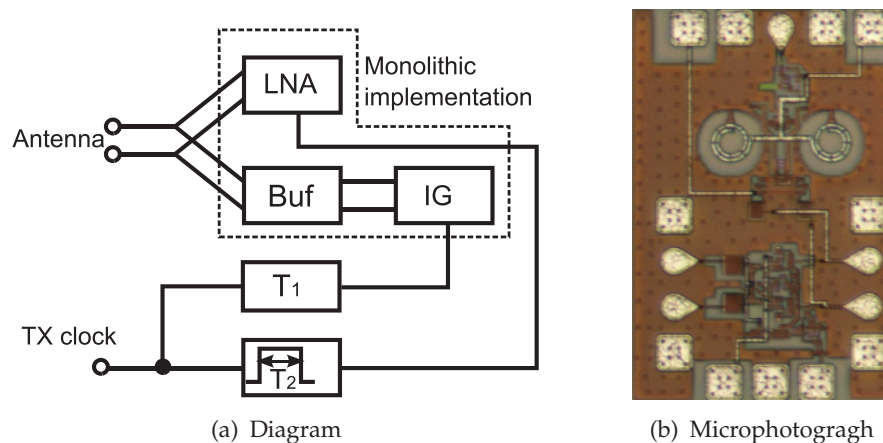 LNA
Monolithic
implementation
Antenna
Buf
IG
T1
TX clock
T2
(a) Diagram
(b) Microphotogragh